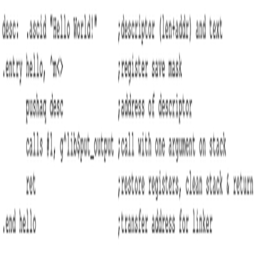 desc: .ascid "Hello World!" ;descriptor (len+addr) and text
.entry hello, ^m<> ;register save mask
pushaq desc ;address of descriptor
calls #1, g^lib$put_output ;call with one argument on stack
ret ;restore registers, clean stack & return
.end hello ;transfer address for linker